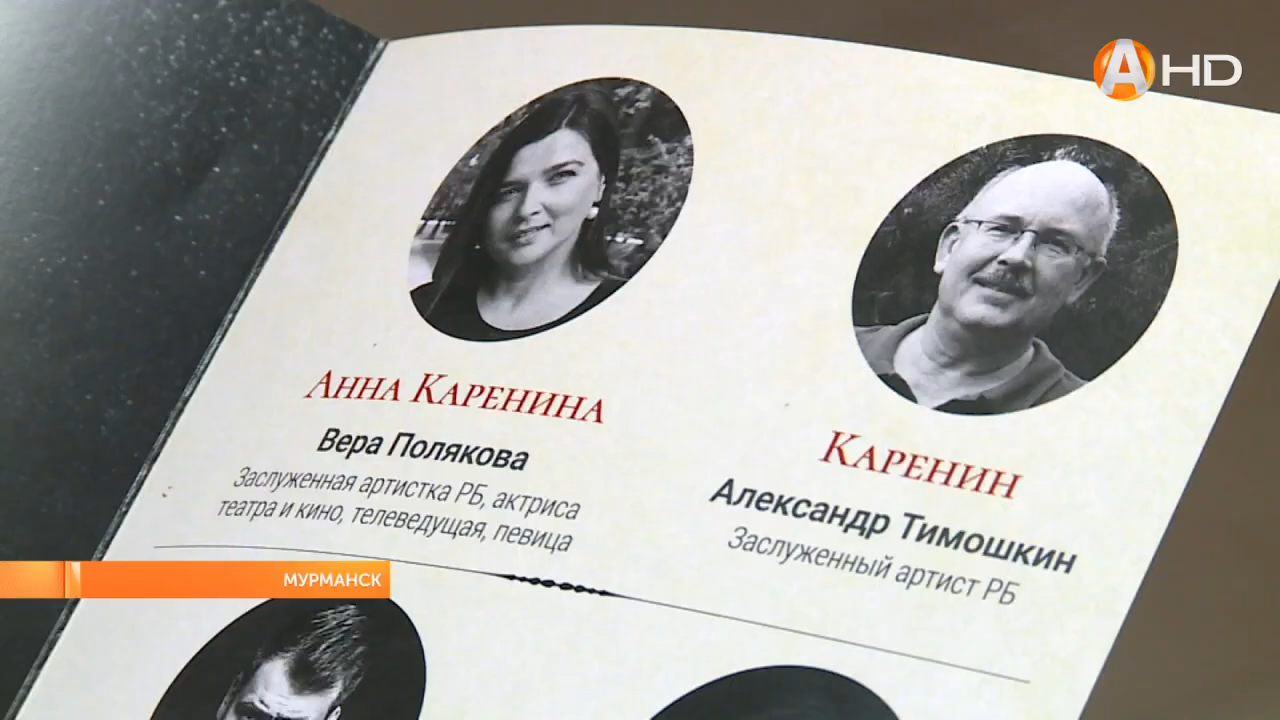 АHD
Анна Каренина
Вера Полякова
Заслуженная артистка РБ, актриса
театра и кино, телеведущая, певица
Каренин
Александр Тимошкин
Заслуженный артист РБ
МУРМАНСК